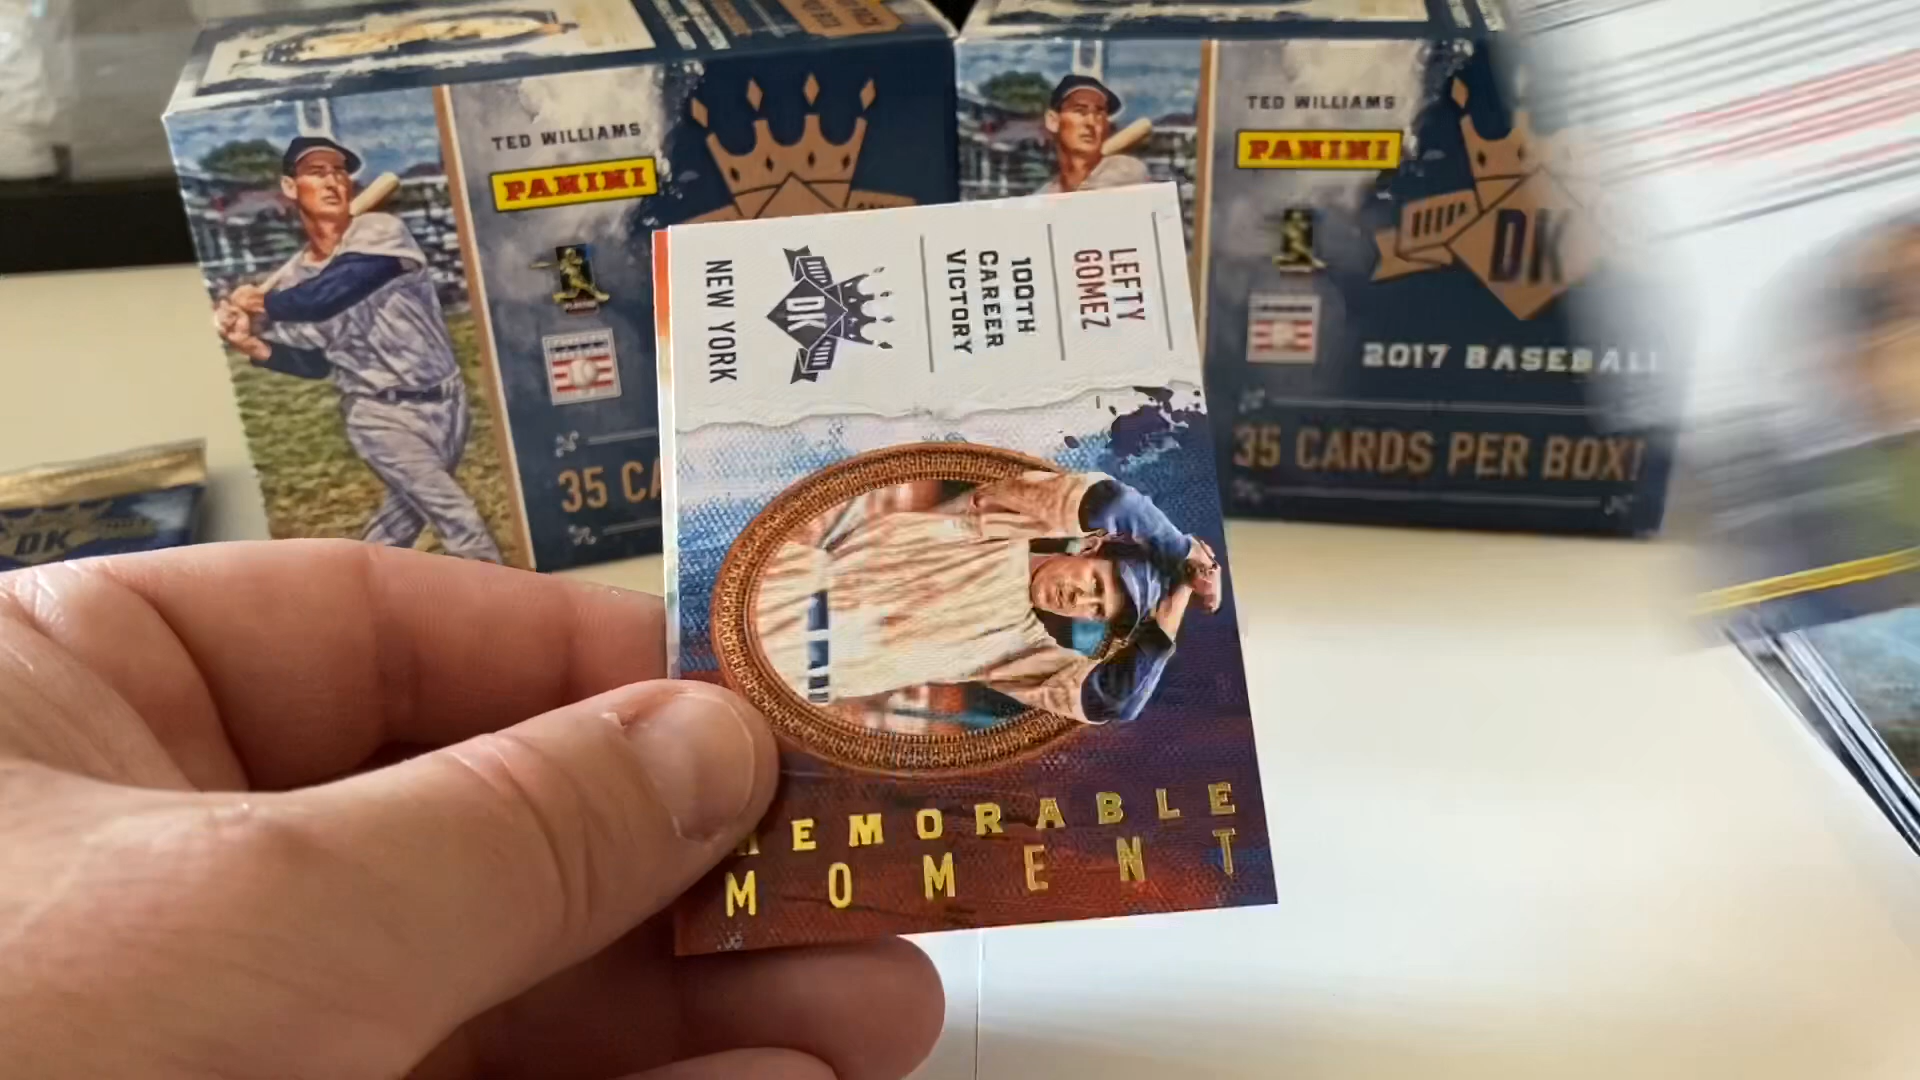 TED WILLIAMS
PANINI
35 CA
TED WILLIAMS
PANINI
DK
2017 BASEBALL
35 CARDS PER BOX!
DK
LEFTY
GOMEZ
100TH
CAREER
VICTORY
DK
NEW YORK
MEMORABLE
MOMENT